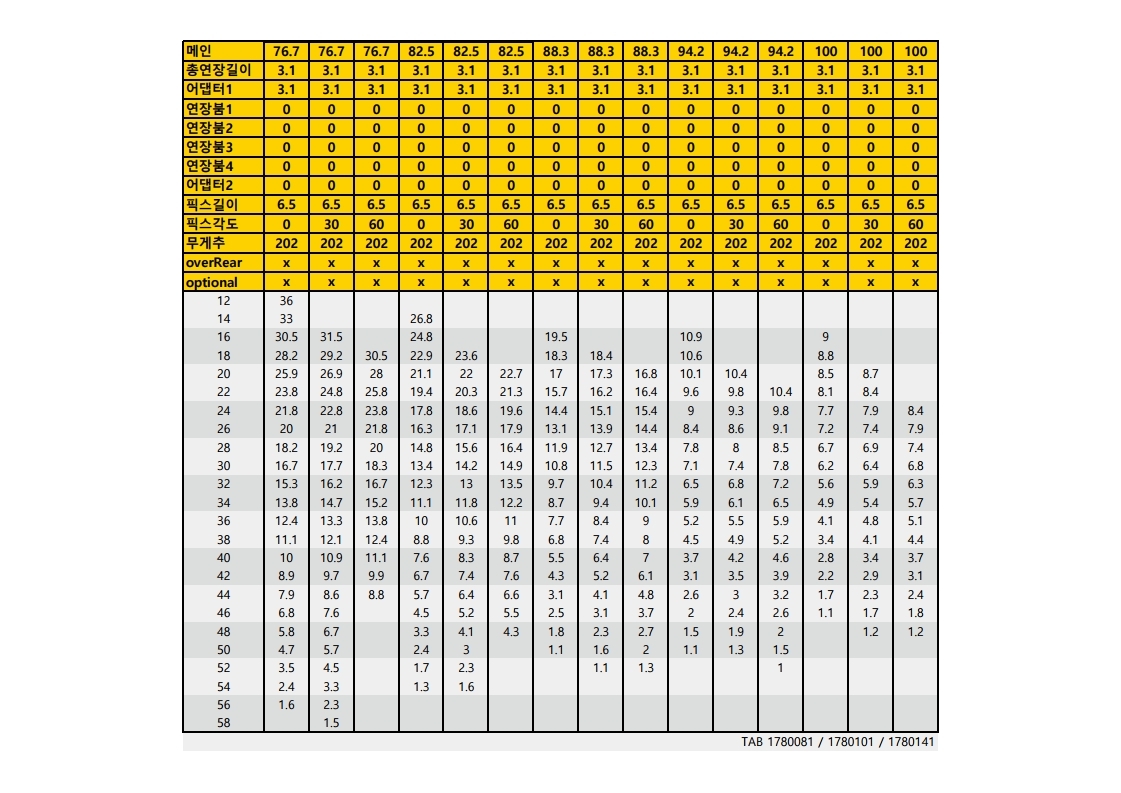 메인 76.7 76.7 76.7 82.5 82.5 82.5 88.3 88.3 88.3 94.2 94.2 94.2 100 100 100
총연장길이 3.1 3.1 3.1 3.1 3.1 3.1 3.1 3.1 3.1 3.1 3.1 3.1 3.1 3.1 3.1
어댑터1 3.1 3.1 3.1 3.1 3.1 3.1 3.1 3.1 3.1 3.1 3.1 3.1 3.1 3.1 3.1
연장붐1 0 0 0 0 0 0 0 0 0 0 0 0 0 0 0
연장붐2 0 0 0 0 0 0 0 0 0 0 0 0 0 0 0
연장붐3 0 0 0 0 0 0 0 0 0 0 0 0 0 0 0
연장붐4 0 0 0 0 0 0 0 0 0 0 0 0 0 0 0
어댑터2 0 0 0 0 0 0 0 0 0 0 0 0 0 0 0
픽스길이 6.5 6.5 6.5 6.5 6.5 6.5 6.5 6.5 6.5 6.5 6.5 6.5 6.5 6.5 6.5
픽스각도 0 30 60 0 30 60 0 30 60 0 30 60 0 30 60
무게추 202 202 202 202 202 202 202 202 202 202 202 202 202 202 202
overRear x x x x x x x x x x x x x x x
optional x x x x x x x x x x x x x x x
12 36
14 33 26.8
16 30.5 31.5 24.8 19.5 10.9 9
18 28.2 29.2 30.5 22.9 23.6 18.3 18.4 10.6 8.8
20 25.9 26.9 28 21.1 22 22.7 17 17.3 16.8 10.1 10.4 8.5 8.7
22 23.8 24.8 25.8 19.4 20.3 21.3 15.7 16.2 16.4 9.6 9.8 10.4 8.1 8.4
24 21.8 22.8 23.8 17.8 18.6 19.6 14.4 15.1 15.4 9 9.3 9.8 7.7 7.9 8.4
26 20 21 21.8 16.3 17.1 17.9 13.1 13.9 14.4 8.4 8.6 9.1 7.2 7.4 7.9
28 18.2 19.2 20 14.8 15.6 16.4 11.9 12.7 13.4 7.8 8 8.5 6.7 6.9 7.4
30 16.7 17.7 18.3 13.4 14.2 14.9 10.8 11.5 12.3 7.1 7.4 7.8 6.2 6.4 6.8
32 15.3 16.2 16.7 12.3 13 13.5 9.7 10.4 11.2 6.5 6.8 7.2 5.6 5.9 6.3
34 13.8 14.7 15.2 11.1 11.8 12.2 8.7 9.4 10.1 5.9 6.1 6.5 4.9 5.4 5.7
36 12.4 13.3 13.8 10 10.6 11 7.7 8.4 9 5.2 5.5 5.9 4.1 4.8 5.1
38 11.1 12.1 12.4 8.8 9.3 9.8 6.8 7.4 8 4.5 4.9 5.2 3.4 4.1 4.4
40 10 10.9 11.1 7.6 8.3 8.7 5.5 6.4 7 3.7 4.2 4.6 2.8 3.4 3.7
42 8.9 9.7 9.9 6.7 7.4 7.6 4.3 5.2 6.1 3.1 3.5 3.9 2.2 2.9 3.1
44 7.9 8.6 8.8 5.7 6.4 6.6 3.1 4.1 4.8 2.6 3 3.2 1.7 2.3 2.4
46 6.8 7.6 4.5 5.2 5.5 2.5 3.1 3.7 2 2.4 2.6 1.1 1.7 1.8
48 5.8 6.7 3.3 4.1 4.3 1.8 2.3 2.7 1.5 1.9 2 1.2 1.2
50 4.7 5.7 2.4 3 1.1 1.6 2 1.1 1.3 1.5
52 3.5 4.5 1.7 2.3 1.1 1.3 1
54 2.4 3.3 1.3 1.6
56 1.6 2.3
58 1.5
TAB 1780081 / 1780101 / 1780141